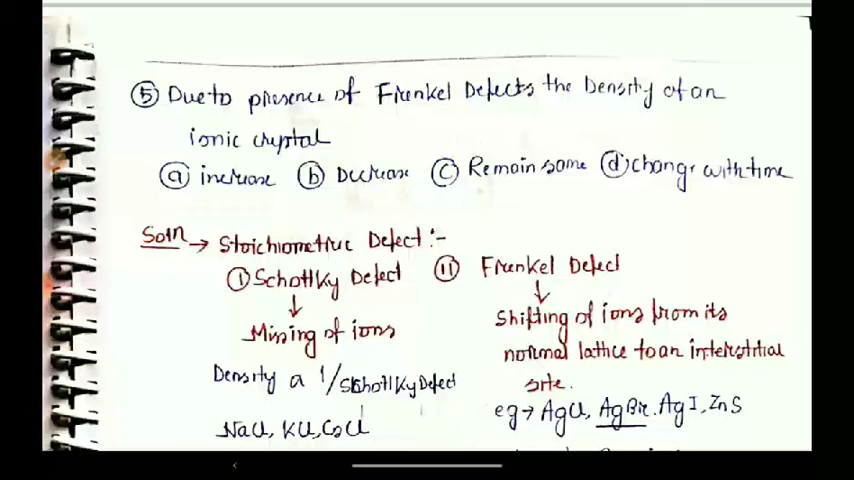 ⑤ Due to presence of Frenkel Defects the Density of an
ionic crystal
ⓐ increase ⓑ Decrease ⓒ Remain same ⓓ change with time
Soln → Stoichiometric Defect :-
① Schottky Defect
↓
Missing of ions
Density α 1/Schottky Defect
NaCl, KCl, CsCl
⑪ Frenkel Defect
↓
Shifting of ions from its
normal lattice to an interstitial
site.
eg → AgCl, AgBr, AgI, ZnS